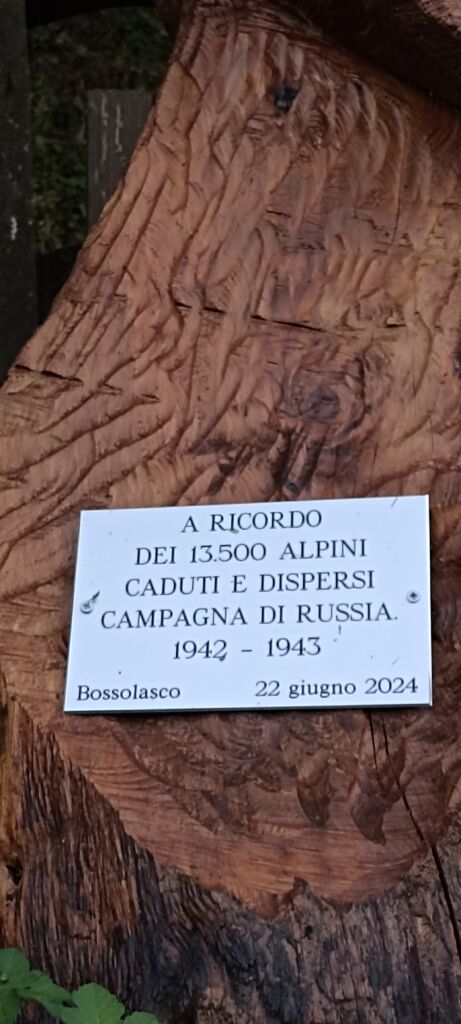 A RICORDO
DEI 13.500 ALPINI
CADUTI E DISPERSI
CAMPAGNA DI RUSSIA.
1942 - 1943
Bossolasco 22 giugno 2024